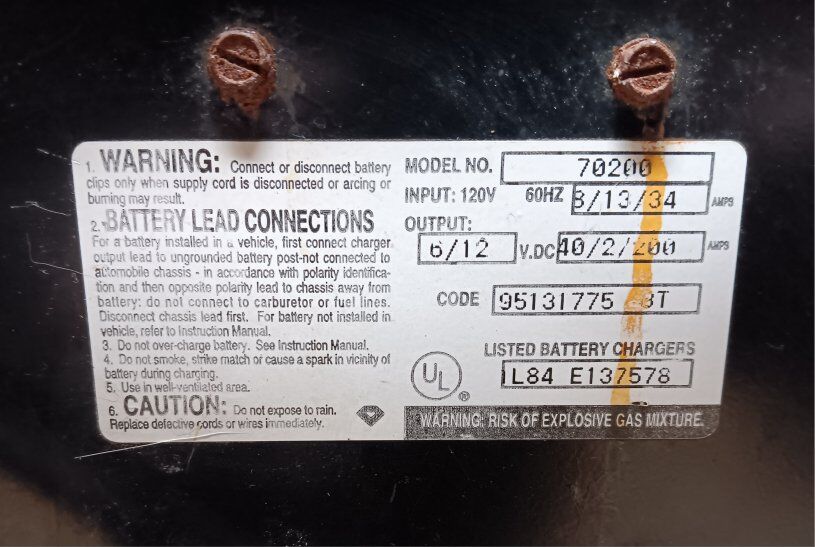 1. WARNING: Connect or disconnect battery
clips only when supply cord is disconnected or arcing or
burning may result.
2. BATTERY LEAD CONNECTIONS
For a battery installed in a vehicle, first connect charger
output lead to ungrounded battery post-not connected to
automobile chassis - in accordance with polarity identifica-
tion and then opposite polarity lead to chassis away from
battery: do not connect to carburetor or fuel lines.
Disconnect chassis lead first. For battery not installed in
vehicle, refer to Instruction Manual.
3. Do not over-charge battery. See Instruction Manual.
4. Do not smoke, strike match or cause a spark in vicinity of
battery during charging.
5. Use in well-ventilated area.
6. CAUTION: Do not expose to rain.
Replace defective cords or wires immediately.
MODEL NO. 70200
INPUT: 120V 60HZ 8/13/34 AMPS
OUTPUT:
6/12 V.DC 40/2/200 AMPS
CODE 95131775 3T
LISTED BATTERY CHARGERS
UL ® L84 E137578
WARNING: RISK OF EXPLOSIVE GAS MIXTURE.